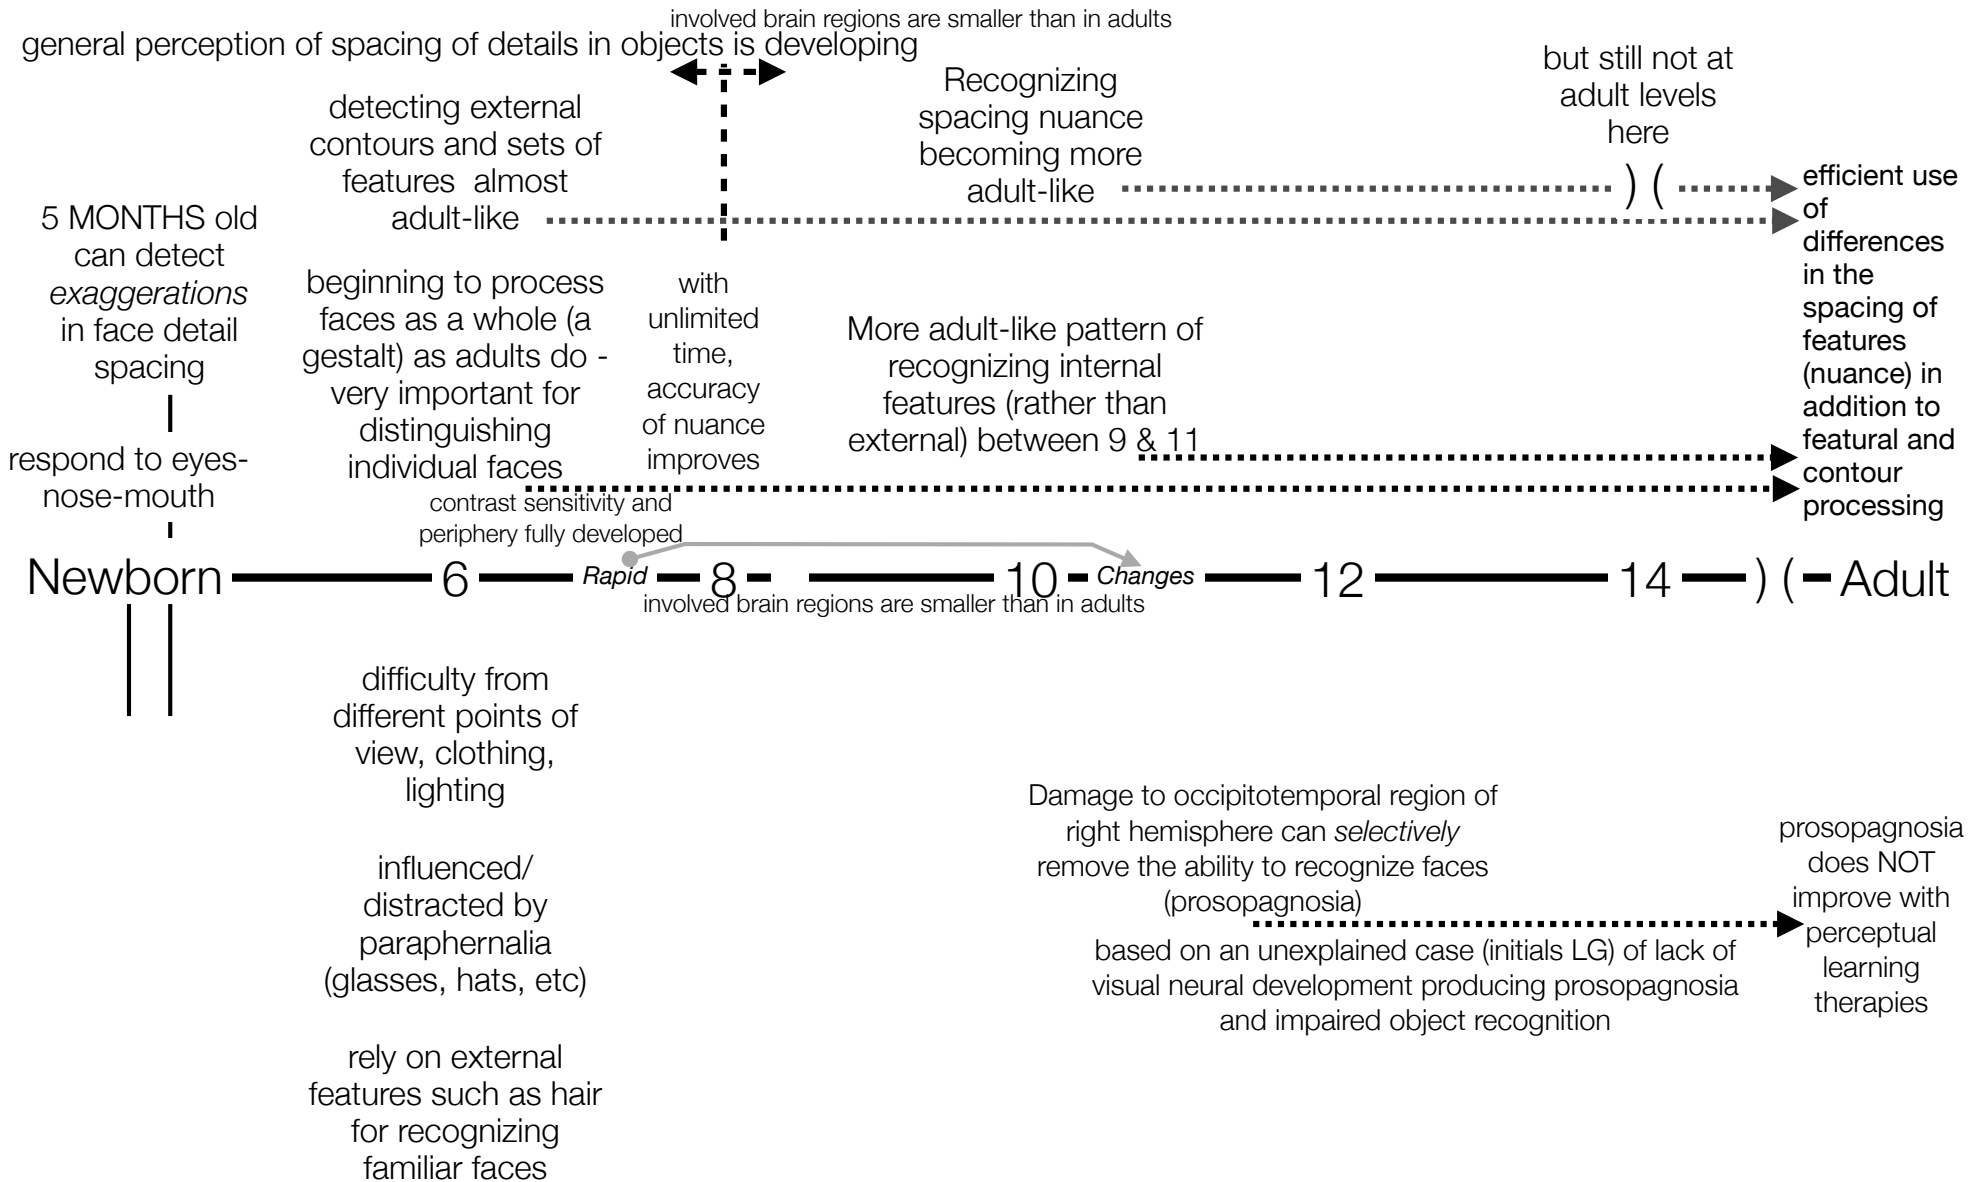 involved brain regions are smaller than in adults
general perception of spacing of details in objects is developing
5 MONTHS old
can detect
exaggerations
in face detail
spacing
respond to eyes-
nose-mouth
detecting external
contours and sets of
features almost
adult-like
beginning to process
faces as a whole (a
gestalt) as adults do -
very important for
distinguishing
individual faces
contrast sensitivity and
periphery fully developed
with
unlimited
time,
accuracy
of nuance
improves
Recognizing
spacing nuance
becoming more
adult-like
More adult-like pattern of
recognizing internal
features (rather than
external) between 9 & 11
but still not at
adult levels
here
) (
efficient use
of
differences
in the
spacing of
features
(nuance) in
addition to
featural and
contour
processing
Newborn 6 Rapid 8 10 Changes 12 14 ) ( Adult
involved brain regions are smaller than in adults
difficulty from
different points of
view, clothing,
lighting
influenced/
distracted by
paraphernalia
(glasses, hats, etc)
rely on external
features such as hair
for recognizing
familiar faces
Damage to occipitotemporal region of
right hemisphere can selectively
remove the ability to recognize faces
(prosopagnosia)
based on an unexplained case (initials LG) of lack of
visual neural development producing prosopagnosia
and impaired object recognition
prosopagnosia
does NOT
improve with
perceptual
learning
therapies